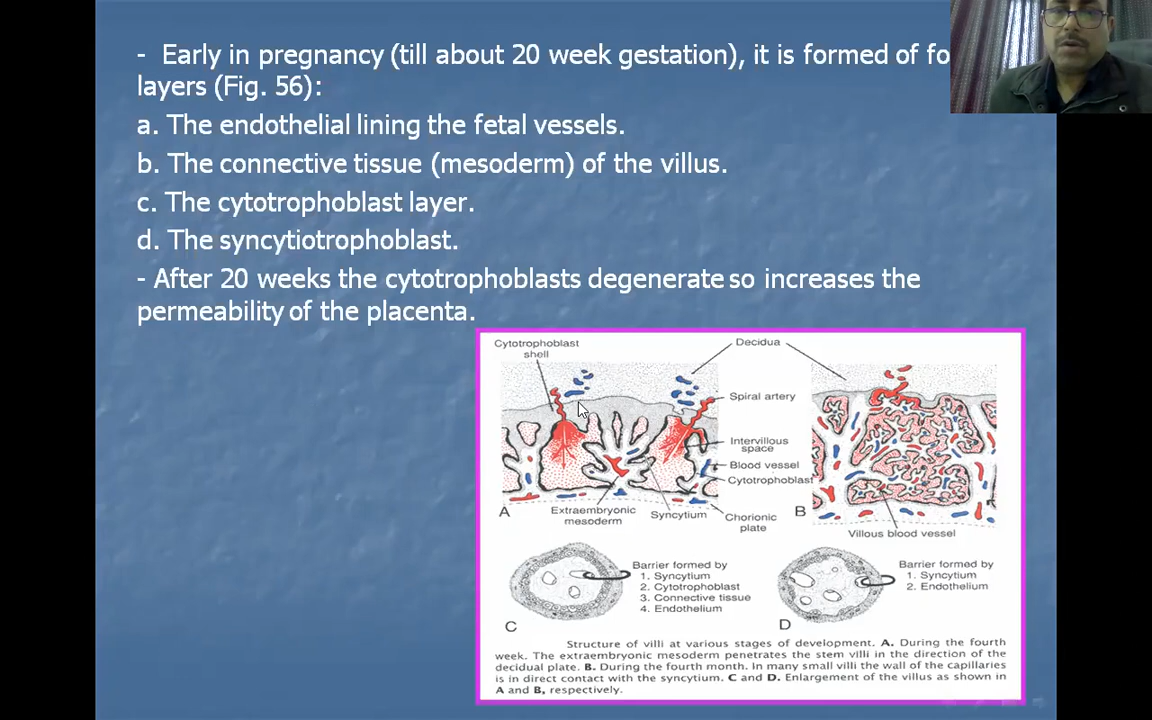 - Early in pregnancy (till about 20 week gestation), it is formed of
layers (Fig. 56):
a. The endothelial lining the fetal vessels.
b. The connective tissue (mesoderm) of the villus.
c. The cytotrophoblast layer.
d. The syncytiotrophoblast.
- After 20 weeks the cytotrophoblasts degenerate so increases the
permeability of the placenta.
Cytotrophoblast
shell
Decidua
Spiral artery
Intervillous
space
Blood vessel
Cytotrophoblast
A
Extraembryonic
mesoderm
Syncytium
Chorionic
plate
B
Villous blood vessel
Barrier formed by
1. Syncytium
2. Cytotrophoblast
3. Connective tissue
4. Endothelium
C
Barrier formed by
1. Syncytium
2. Endothelium
D
Structure of villi at various stages of development. A. During the fourth
week. The extraembryonic mesoderm penetrates the stem villi in the direction of the
decidual plate. B. During the fourth month. In many small villi the wall of the capillaries
is in direct contact with the syncytium. C and D. Enlargement of the villus as shown in
A and B, respectively.